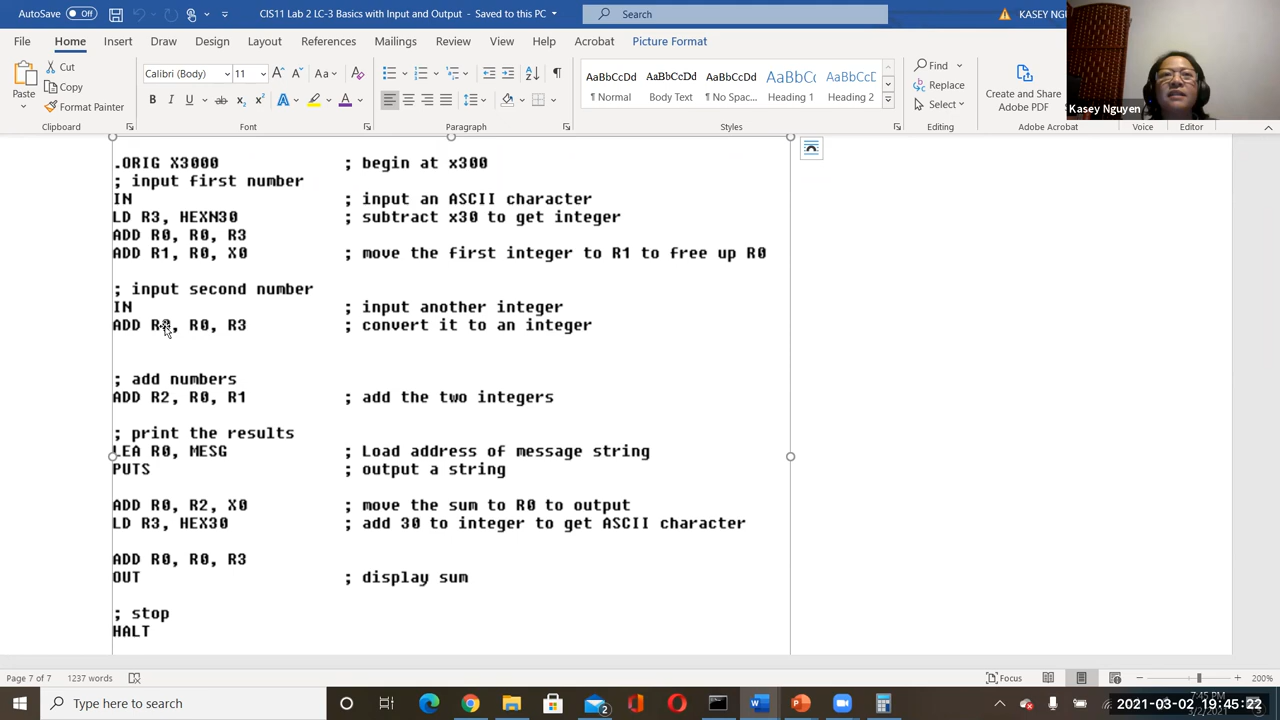 AutoSave Off CIS11 Lab 2 LC-3 Basics with Input and Output - Saved to this PC Search KASEY NGU
File Home Insert Draw Design Layout References Mailings Review View Help Acrobat Picture Format
Paste Cut Copy Format Painter
Calibri (Body) 11
AaBbCcDd AaBbCcDd AaBbCcDd AaBbC AaBbCcD
¶ Normal Body Text ¶ No Spac... Heading 1 Heading 2
Find Replace Select
Create and Share Adobe PDF
Kasey Nguyen
Clipboard Font Paragraph Styles Editing Adobe Acrobat Voice Editor
.ORIG X3000 ; begin at x300
; input first number
IN ; input an ASCII character
LD R3, HEXN30 ; subtract x30 to get integer
ADD R0, R0, R3
ADD R1, R0, X0 ; move the first integer to R1 to free up R0
; input second number
IN ; input another integer
ADD R0, R0, R3 ; convert it to an integer
; add numbers
ADD R2, R0, R1 ; add the two integers
; print the results
LEA R0, MESG ; Load address of message string
PUTS ; output a string
ADD R0, R2, X0 ; move the sum to R0 to output
LD R3, HEX30 ; add 30 to integer to get ASCII character
ADD R0, R0, R3
OUT ; display sum
; stop
HALT
Page 7 of 7 1237 words Focus 200%
Type here to search
7:45 PM
2021-03-02 19:45:22